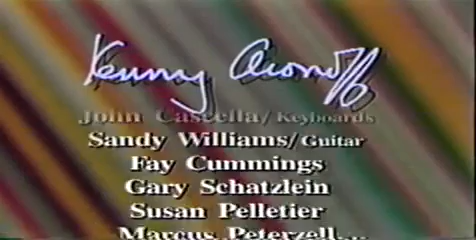 Kenny Aronoff
John Cascella/Keyboards
Sandy Williams/Guitar
Fay Cummings
Gary Schatzlein
Susan Pelletier
Marcus Peterzell....